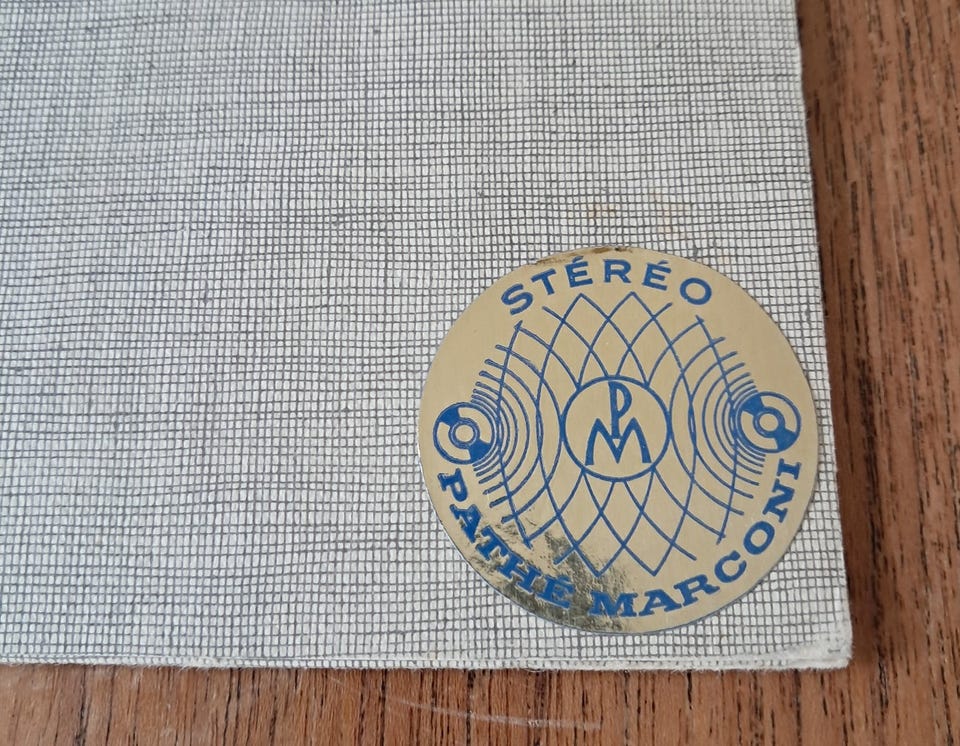 STÉRÉO
PM
PATHÉ MARCONI